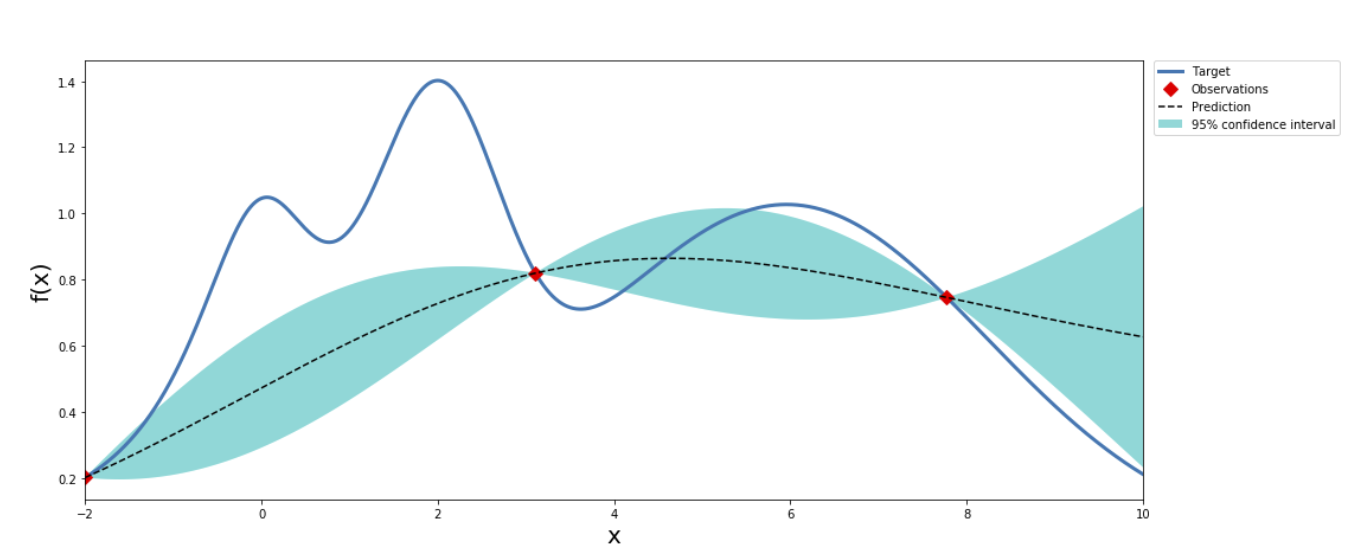 1.4
1.2
1.0
0.8
0.6
0.4
0.2
f(x)
−2
0
2
4
6
8
10
x
Target
Observations
Prediction
95% confidence interval